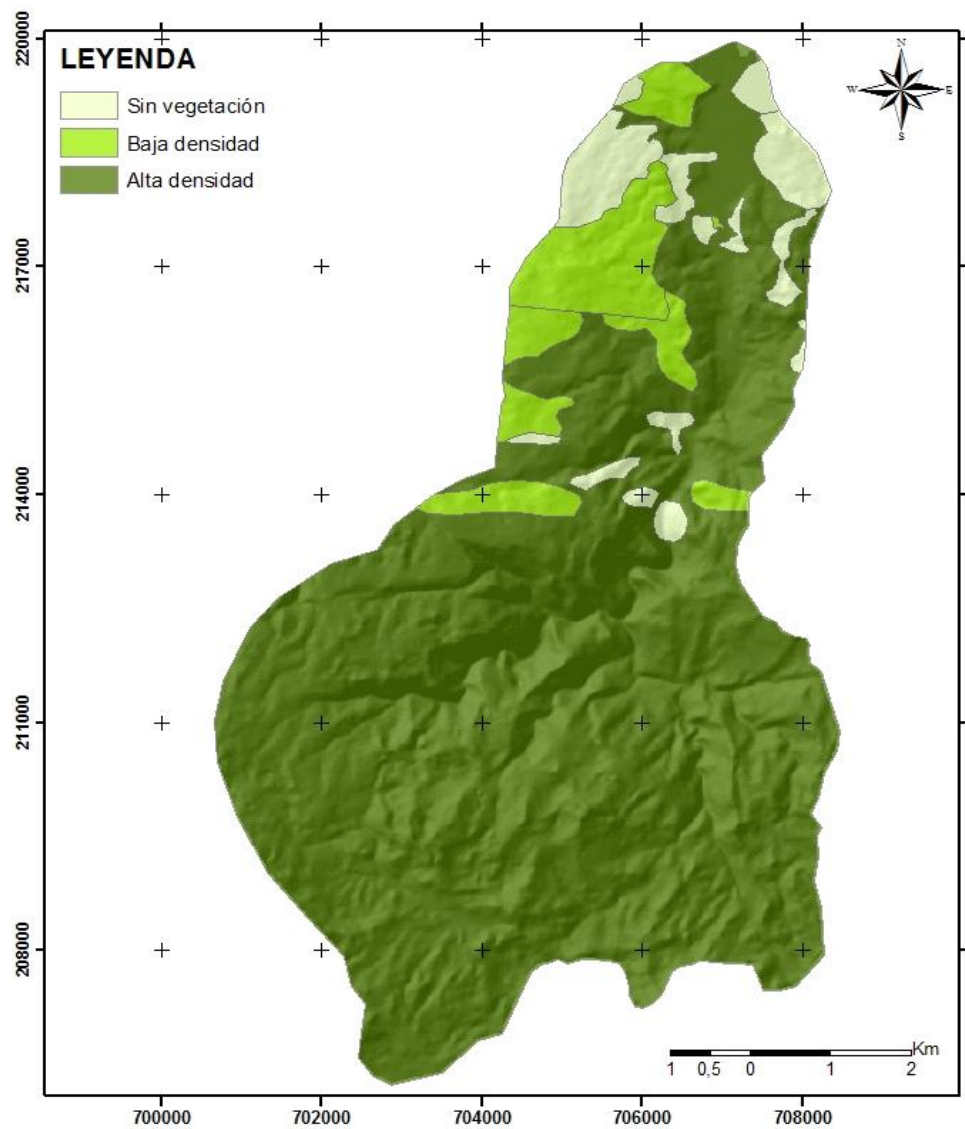 LEYENDA
Sin vegetación
Baja densidad
Alta densidad
N
W E
S
220000
217000
214000
211000
208000
Km
1 0,5 0 1 2
700000 702000 704000 706000 708000